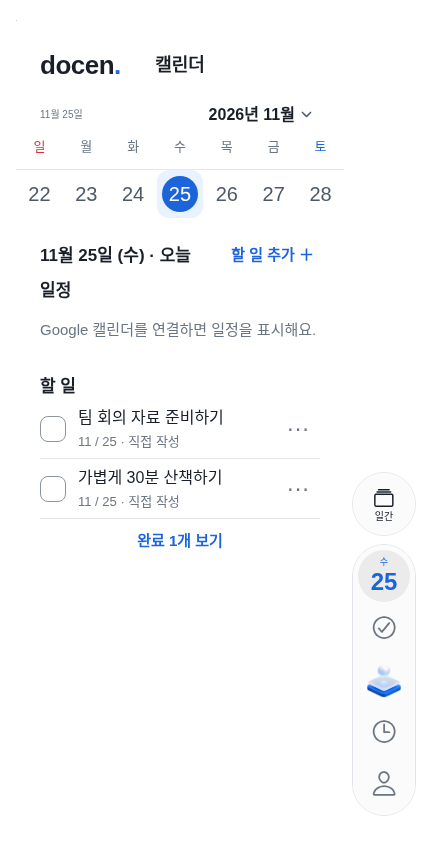 docen. 캘린더
11월 25일 2026년 11월
일 월 화 수 목 금 토
22 23 24 25 26 27 28
11월 25일 (수) · 오늘 할 일 추가
일정
Google 캘린더를 연결하면 일정을 표시해요.
할 일
팀 회의 자료 준비하기
11 / 25 · 직접 작성
가볍게 30분 산책하기
11 / 25 · 직접 작성
완료 1개 보기
일간
수
25